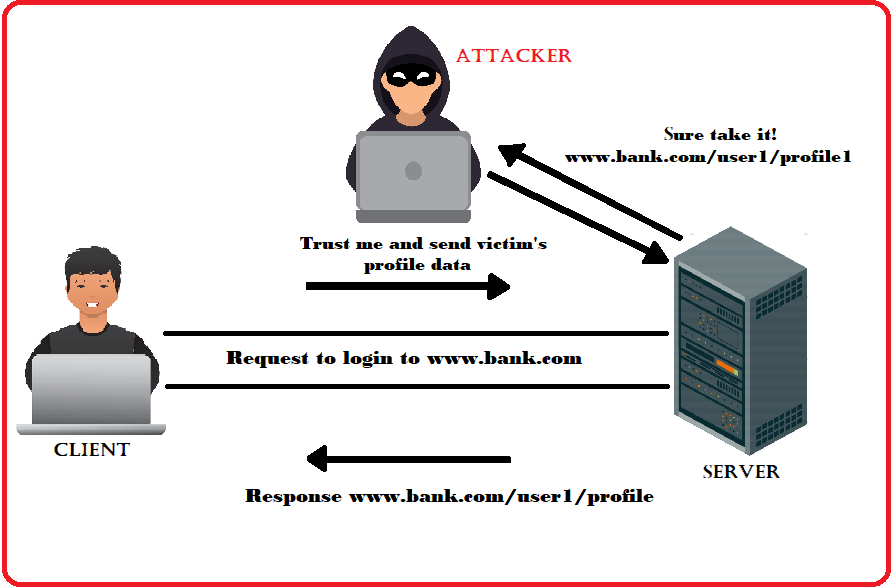 ATTACKER
Sure take it!
www.bank.com/user1/profile1
Trust me and send victim's
profile data
Request to login to www.bank.com
CLIENT
SERVER
Response www.bank.com/user1/profile